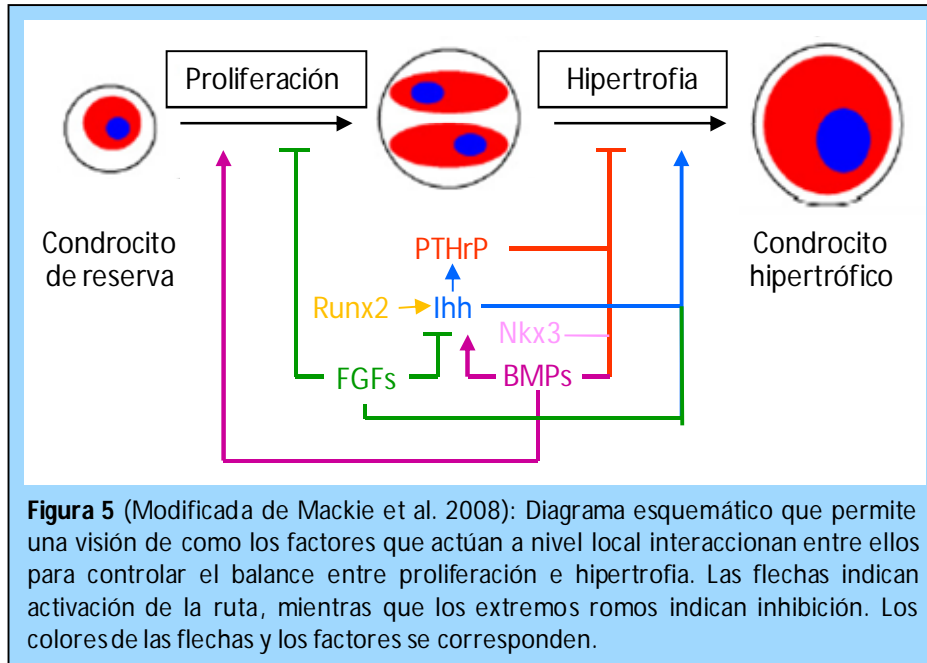 Proliferación
Hipertrofia
Condrocito
de reserva
Condrocito
hipertrófico
PTHrP
Runx2
Ihh
Nkx3
FGFs
BMPs
Figura 5 (Modificada de Mackie et al. 2008): Diagrama esquemático que permite
una visión de como los factores que actúan a nivel local interaccionan entre ellos
para controlar el balance entre proliferación e hipertrofia. Las flechas indican
activación de la ruta, mientras que los extremos romos indican inhibición. Los
colores de las flechas y los factores se corresponden.